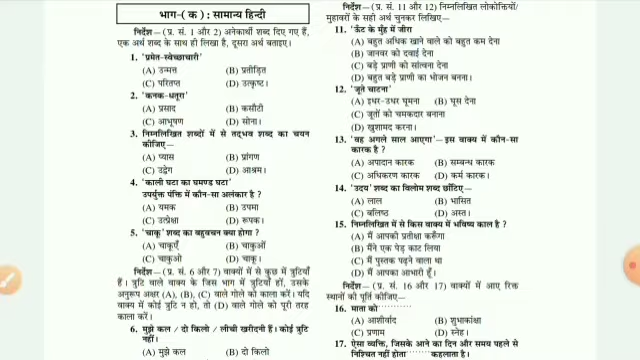 भाग-( क ) : सामान्य हिन्दी
निर्देश—(प्र. सं. 1 और 2) अनेकार्थी शब्द दिए गए हैं,
एक अर्थ शब्द के साथ ही लिखा है, दूसरा अर्थ बताइए।
1. 'प्रमेत-स्वेच्छाचारी'
(A) उन्मत्त (B) प्रतीड़ित
(C) परितप्त (D) उत्कृष्ट।
2. 'कनक-धतूरा'
(A) प्रसाद (B) कसौटी
(C) आभूषण (D) सोना।
3. निम्नलिखित शब्दों में से तद्भव शब्द का चयन
कीजिए—
(A) प्यास (B) प्रांगण
(C) उद्वेग (D) आश्रम।
4. 'काली घटा का घमण्ड घटा'
उपर्युक्त पंक्ति में कौन-सा अलंकार है ?
(A) यमक (B) उपमा
(C) उत्प्रेक्षा (D) रूपक।
5. 'चाकू' शब्द का बहुवचन क्या होगा ?
(A) चाकूएँ (B) चाकुओं
(C) चाकुओ (D) चाकू।
निर्देश—(प्र. सं. 6 और 7) वाक्यों में से कुछ में त्रुटियाँ
हैं। त्रुटि वाले वाक्य के जिस भाग में त्रुटियाँ हों, उसके
अनुरूप अक्षर (A), (B), (C) वाले गोले को काला करें। यदि
वाक्य में कोई त्रुटि न हो, तो (D) वाले गोले को पूरी तरह
काला करें।
6. मुझे कल / दो किलो / लीची खरीदनी हैं। कोई त्रुटि
नहीं।
(A) मुझे कल (B) दो किलो
निर्देश—(प्र. सं. 11 और 12) निम्नलिखित लोकोक्तियों/
मुहावरों के सही अर्थ चुनकर लिखिए—
11. 'ऊँट के मुँह में जीरा'
(A) बहुत अधिक खाने वाले को बहुत कम देना
(B) जानवर को दवाई देना
(C) बड़े प्राणी को सांत्वना देना
(D) बहुत बड़े प्राणी का भोजन बनना।
12. 'जूते चाटना'
(A) इधर-उधर घूमना (B) घूस देना
(C) जूतों को चमकदार बनाना
(D) खुशामद करना।
13. 'वह अगले साल आएगा'—इस वाक्य में कौन-सा
कारक है ?
(A) अपादान कारक (B) सम्बन्ध कारक
(C) अधिकरण कारक (D) कर्म कारक।
14. 'उदय' शब्द का विलोम शब्द छाँटिए—
(A) लाल (B) भासित
(C) बलिष्ठ (D) अस्त।
15. निम्नलिखित में से किस वाक्य में भविष्य काल है ?
(A) मैं आपकी प्रतीक्षा करूँगा
(B) मैंने एक पेड़ काट लिया
(C) मैं पुस्तक पढ़ने वाला था
(D) मैं आपका आभारी हूँ।
निर्देश—(प्र. सं. 16 और 17) वाक्यों में आए रिक्त
स्थानों की पूर्ति कीजिए—
16. माता को ..........
(A) आशीर्वाद (B) शुभाकांक्षा
(C) प्रणाम (D) स्नेह।
17. ऐसा व्यक्ति, जिसके आने का दिन और समय पहले से
निश्चित नहीं होता .......... कहलाता है।